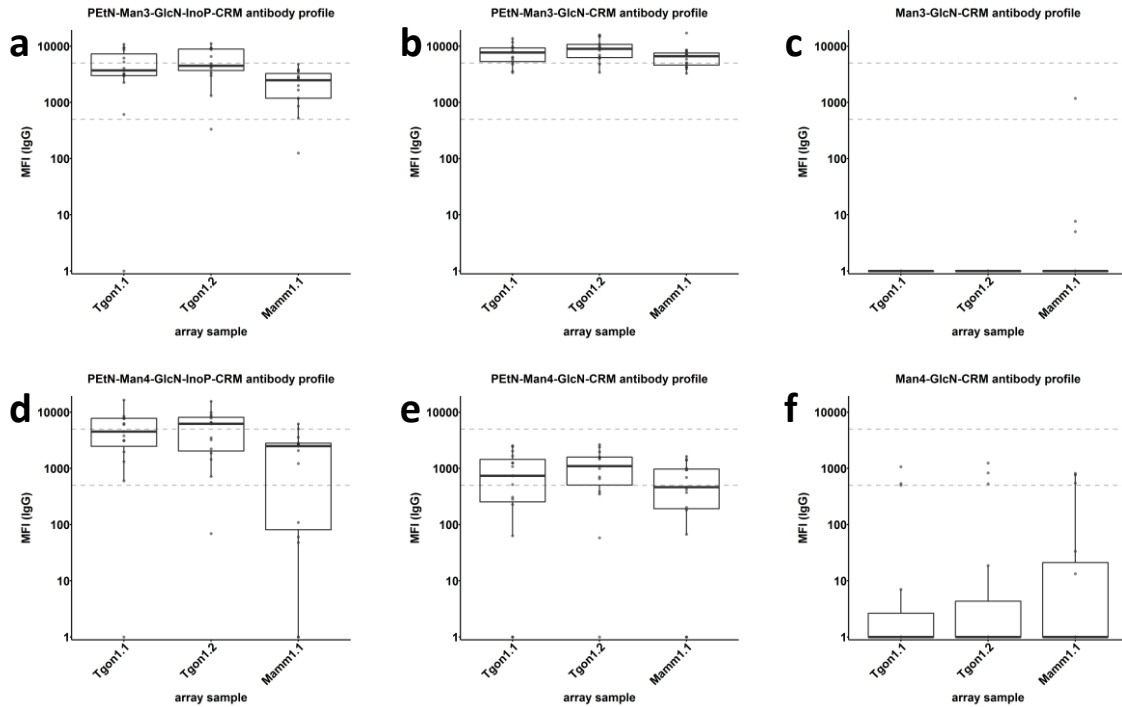 PEtN-Man3-GlcN-InoP-CRM antibody profile
a
10000
1000
100
10
1
MFI (IgG)
Tgon1.1
Tgon1.2
Mamm1.1
array sample
PEtN-Man3-GlcN-CRM antibody profile
b
10000
1000
100
10
1
MFI (IgG)
Tgon1.1
Tgon1.2
Mamm1.1
array sample
Man3-GlcN-CRM antibody profile
c
10000
1000
100
10
1
MFI (IgG)
Tgon1.1
Tgon1.2
Mamm1.1
array sample
PEtN-Man4-GlcN-InoP-CRM antibody profile
d
10000
1000
100
10
1
MFI (IgG)
Tgon1.1
Tgon1.2
Mamm1.1
array sample
PEtN-Man4-GlcN-CRM antibody profile
e
10000
1000
100
10
1
MFI (IgG)
Tgon1.1
Tgon1.2
Mamm1.1
array sample
Man4-GlcN-CRM antibody profile
f
10000
1000
100
10
1
MFI (IgG)
Tgon1.1
Tgon1.2
Mamm1.1
array sample